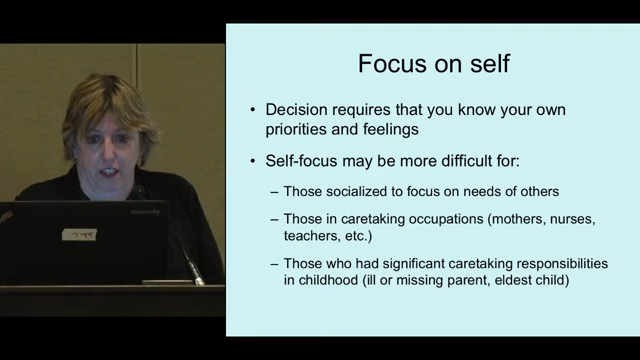 Focus on self
• Decision requires that you know your own
priorities and feelings
• Self-focus may be more difficult for:
– Those socialized to focus on needs of others
– Those in caretaking occupations (mothers, nurses,
teachers, etc.)
– Those who had significant caretaking responsibilities
in childhood (ill or missing parent, eldest child)